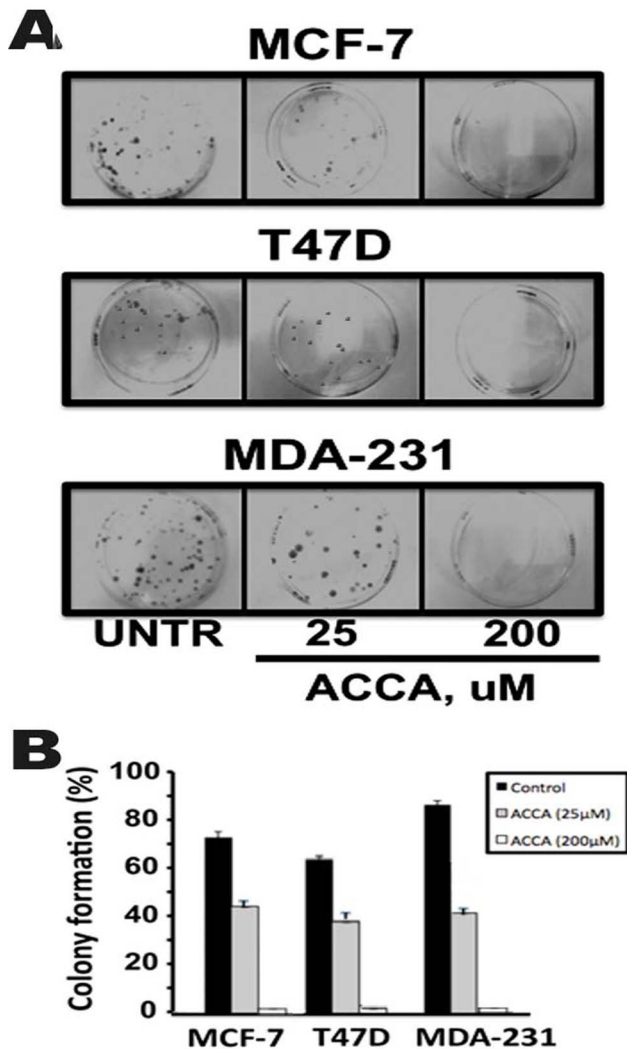 A
MCF-7
T47D
MDA-231
UNTR 25 200
ACCA, uM
B
Colony formation (%)
100
80
60
40
20
0
Control
ACCA (25µM)
ACCA (200µM)
MCF-7 T47D MDA-231